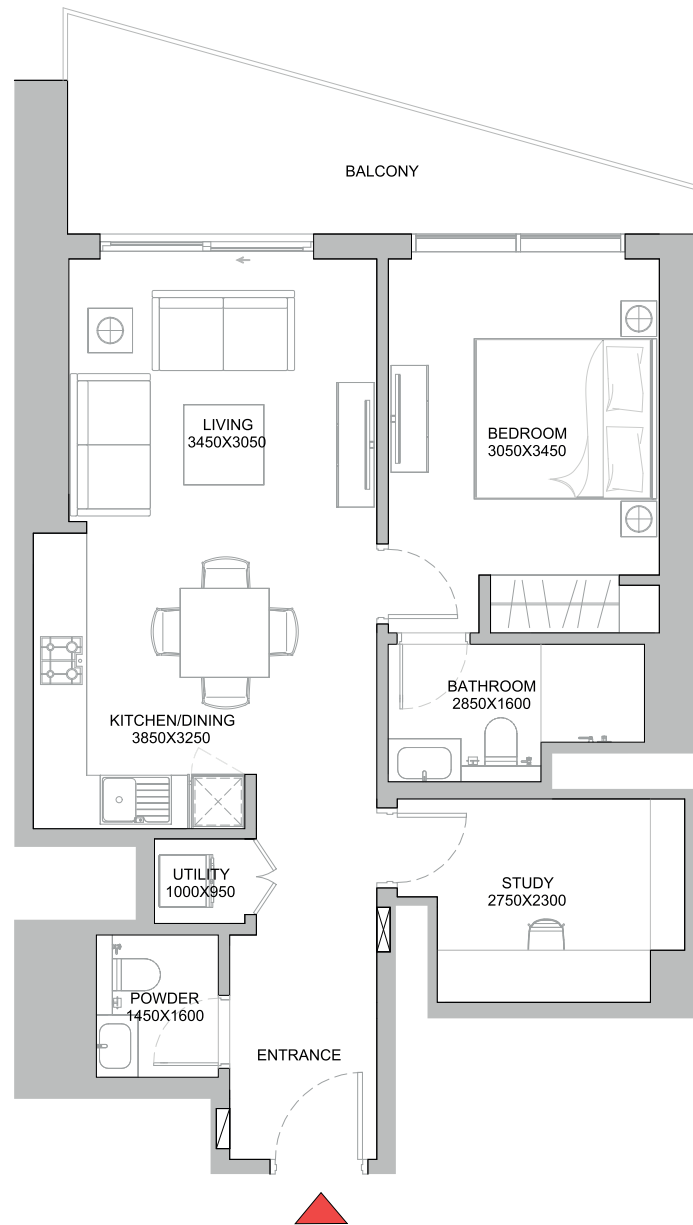 BALCONY
LIVING
3450X3050
BEDROOM
3050X3450
BATHROOM
2850X1600
KITCHEN/DINING
3850X3250
UTILITY
1000X950
STUDY
2750X2300
POWDER
1450X1600
ENTRANCE